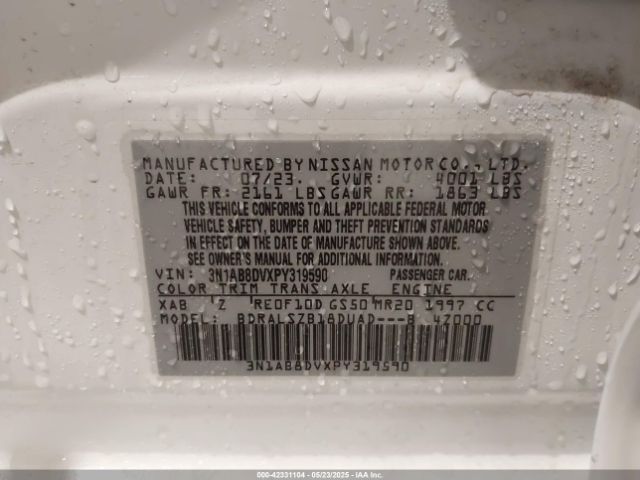 MANUFACTURED BY NISSAN MOTOR CO., LTD.
DATE: 07/23. GVWR: 4001 LBS
GAWR FR: 2161 LBS GAWR RR: 1863 LBS
THIS VEHICLE CONFORMS TO ALL APPLICABLE FEDERAL MOTOR
VEHICLE SAFETY, BUMPER AND THEFT PREVENTION STANDARDS
IN EFFECT ON THE DATE OF MANUFACTURE SHOWN ABOVE.
SEE OWNER'S MANUAL FOR ADDITIONAL INFORMATION.
VIN: 3N1AB8DVXPY319590 PASSENGER CAR.
COLOR TRIM TRANS AXLE ENGINE
XAB Z RE0F10D GS50 MR20 1997 CC
MODEL: BDRALSZB18DUAD---B 4Z000
3N1AB8DVXPY319590
000-42331104 | 05/23/2025 | IAA Inc.